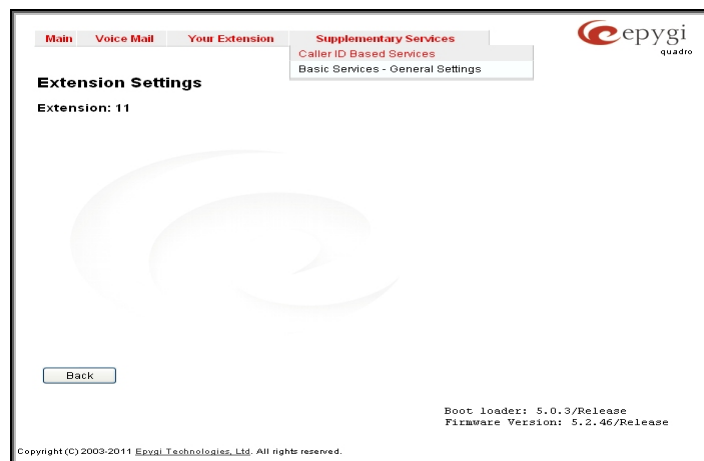 Main Voice Mail Your Extension Supplementary Services
epygi
quadro
Caller ID Based Services
Basic Services - General Settings
Extension Settings
Extension: 11
Back
Boot loader: 5.0.3/Release
Firmware Version: 5.2.46/Release
Copyright (C) 2003-2011 Epygi Technologies, Ltd. All rights reserved.